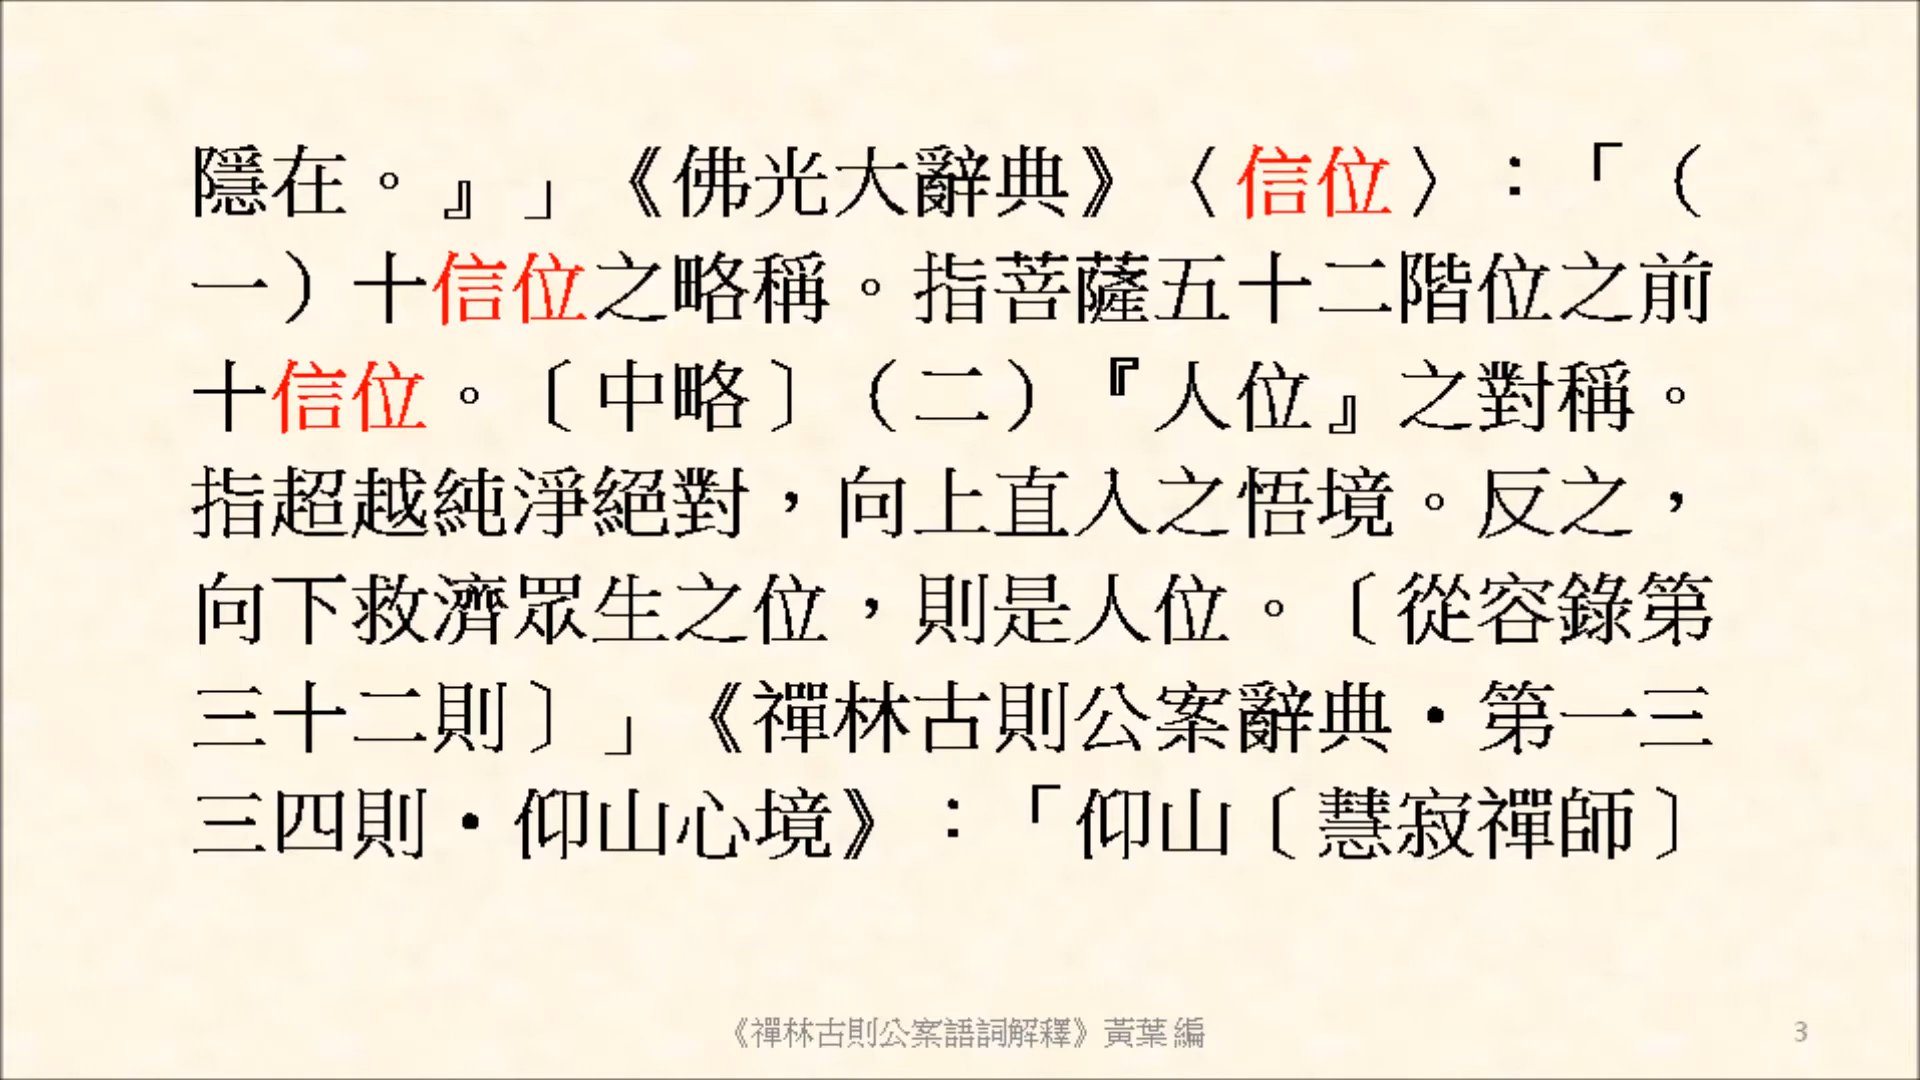 隱在。』」《佛光大辭典》〈信位〉：「（
一）十信位之略稱。指菩薩五十二階位之前
十信位。〔中略〕（二）『人位』之對稱。
指超越純淨絕對，向上直入之悟境。反之，
向下救濟眾生之位，則是人位。〔從容錄第
三十二則〕」《禪林古則公案辭典•第一三
三四則•仰山心境》：「仰山〔慧寂禪師〕
《禪林古則公案語詞解釋》黃葉 編
3